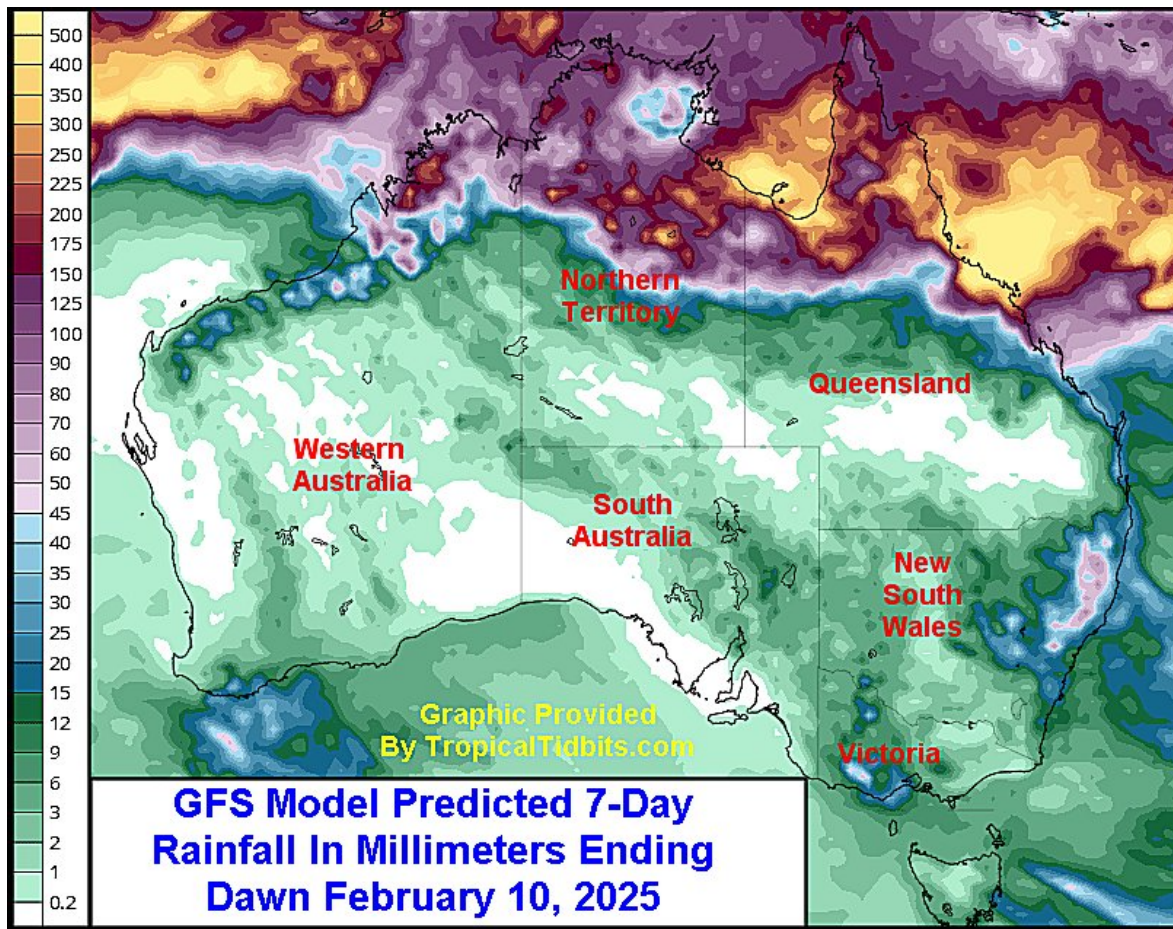 500
400
350
300
250
225
200
175
150
125
100
90
80
70
60
50
45
40
35
30
25
20
15
12
9
6
3
2
1
0.2
Northern
Territory
Queensland
Western
Australia
South
Australia
New
South
Wales
Victoria
Graphic Provided
By TropicalTidbits.com
GFS Model Predicted 7-Day
Rainfall In Millimeters Ending
Dawn February 10, 2025